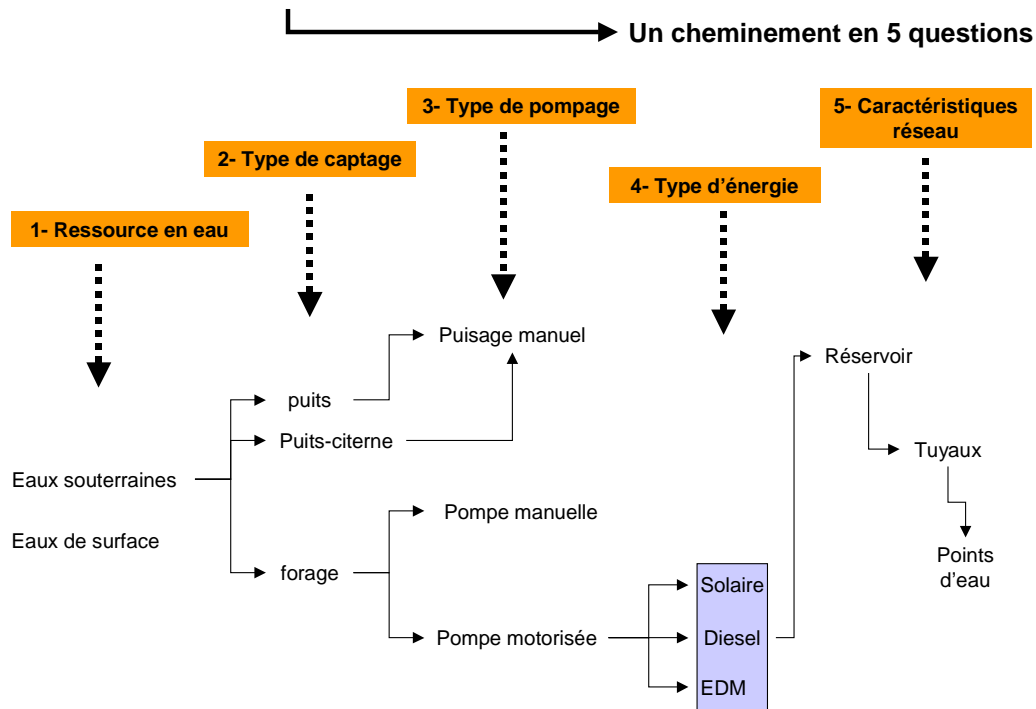 Un cheminement en 5 questions
1- Ressource en eau
2- Type de captage
3- Type de pompage
4- Type d'énergie
5- Caractéristiques
réseau
Eaux souterraines
Eaux de surface
puits
Puits-citerne
forage
Puisage manuel
Pompe manuelle
Pompe motorisée
Solaire
Diesel
EDM
Réservoir
Tuyaux
Points
d'eau